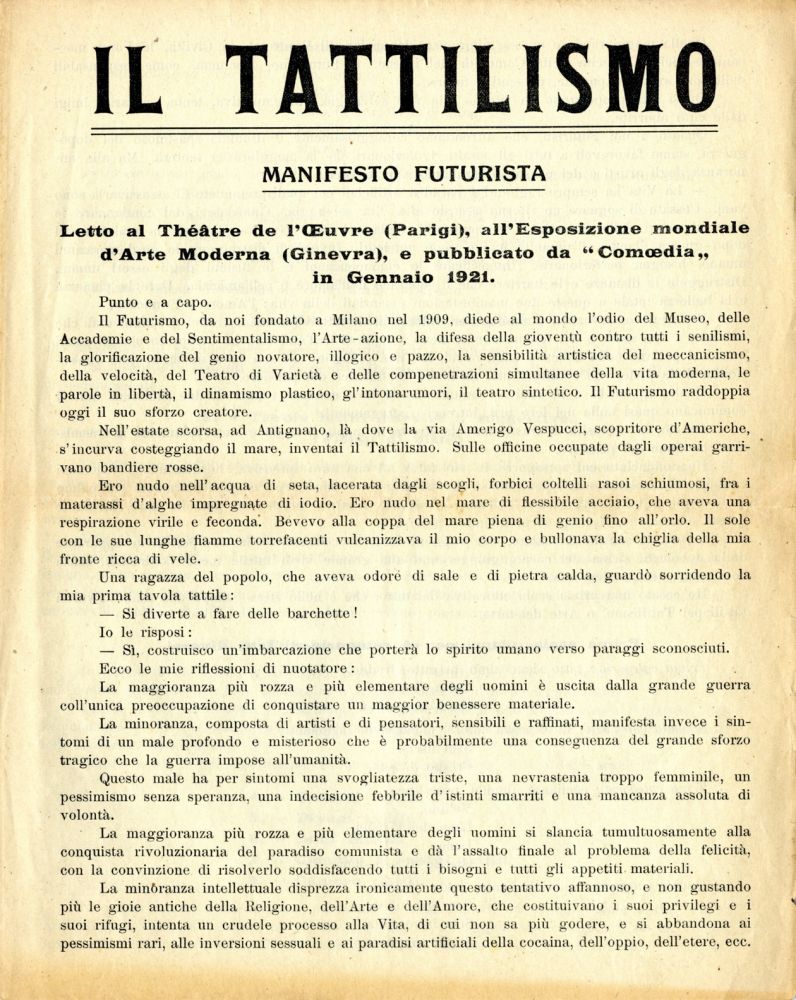 IL TATTILISMO
MANIFESTO FUTURISTA
Letto al Théâtre de l'Œuvre (Parigi), all'Esposizione mondiale
d'Arte Moderna (Ginevra), e pubblicato da “Comœdia„
in Gennaio 1921.
Punto e a capo.
Il Futurismo, da noi fondato a Milano nel 1909, diede al mondo l'odio del Museo, delle
Accademie e del Sentimentalismo, l'Arte-azione, la difesa della gioventù contro tutti i senilismi,
la glorificazione del genio novatore, illogico e pazzo, la sensibilità artistica del meccanicismo,
della velocità, del Teatro di Varietà e delle compenetrazioni simultanee della vita moderna, le
parole in libertà, il dinamismo plastico, gl'intonarumori, il teatro sintetico. Il Futurismo raddoppia
oggi il suo sforzo creatore.
Nell'estate scorsa, ad Antignano, là dove la via Amerigo Vespucci, scopritore d'Americhe,
s'incurva costeggiando il mare, inventai il Tattilismo. Sulle officine occupate dagli operai garri-
vano bandiere rosse.
Ero nudo nell'acqua di seta, lacerata dagli scogli, forbici coltelli rasoi schiumosi, fra i
materassi d'alghe impregnate di iodio. Ero nudo nel mare di flessibile acciaio, che aveva una
respirazione virile e feconda. Bevevo alla coppa del mare piena di genio fino all'orlo. Il sole
con le sue lunghe fiamme torrefacenti vulcanizzava il mio corpo e bullonava la chiglia della mia
fronte ricca di vele.
Una ragazza del popolo, che aveva odore di sale e di pietra calda, guardò sorridendo la
mia prima tavola tattile:
— Si diverte a fare delle barchette!
Io le risposi:
— Sì, costruisco un'imbarcazione che porterà lo spirito umano verso paraggi sconosciuti.
Ecco le mie riflessioni di nuotatore:
La maggioranza più rozza e più elementare degli uomini è uscita dalla grande guerra
coll'unica preoccupazione di conquistare un maggior benessere materiale.
La minoranza, composta di artisti e di pensatori, sensibili e raffinati, manifesta invece i sin-
tomi di un male profondo e misterioso che è probabilmente una conseguenza del grande sforzo
tragico che la guerra impose all'umanità.
Questo male ha per sintomi una svogliatezza triste, una nevrastenia troppo femminile, un
pessimismo senza speranza, una indecisione febbrile d'istinti smarriti e una mancanza assoluta di
volontà.
La maggioranza più rozza e più elementare degli uomini si slancia tumultuosamente alla
conquista rivoluzionaria del paradiso comunista e dà l'assalto finale al problema della felicità,
con la convinzione di risolverlo soddisfacendo tutti i bisogni e tutti gli appetiti materiali.
La minoranza intellettuale disprezza ironicamente questo tentativo affannoso, e non gustando
più le gioie antiche della Religione, dell'Arte e dell'Amore, che costituivano i suoi privilegi e i
suoi rifugi, intenta un crudele processo alla Vita, di cui non sa più godere, e si abbandona ai
pessimismi rari, alle inversioni sessuali e ai paradisi artificiali della cocaina, dell'oppio, dell'etere, ecc.